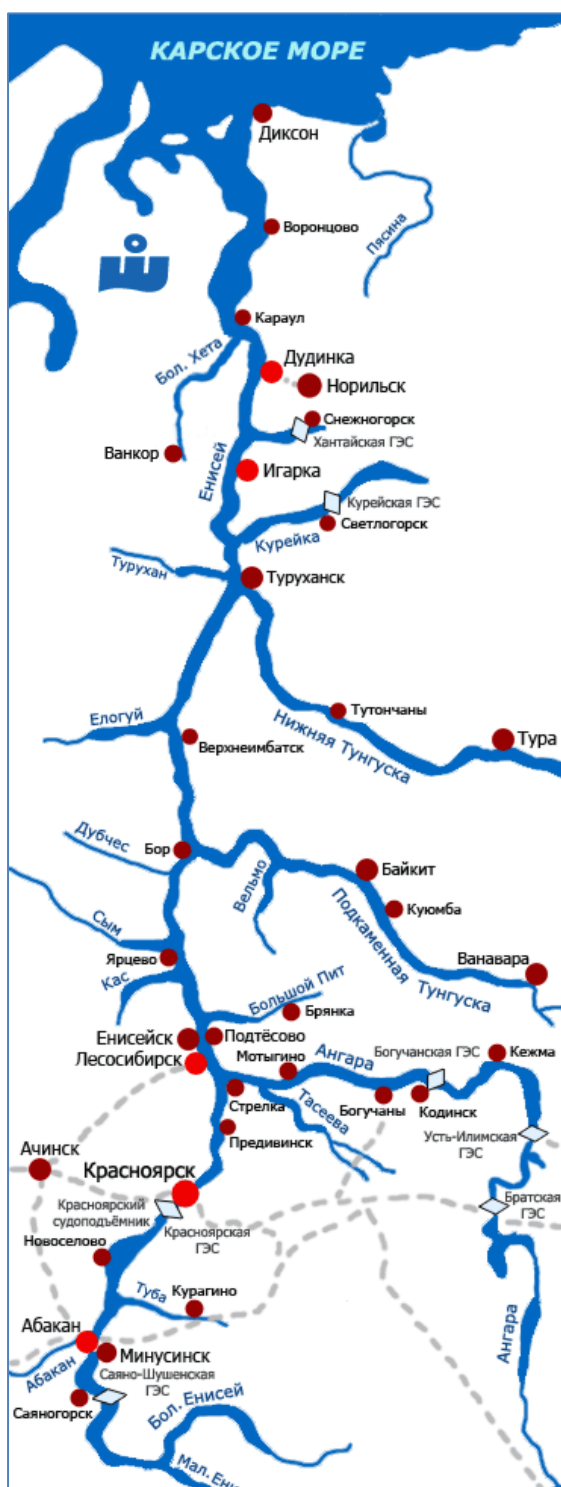 КАРСКОЕ МОРЕ
Диксон
Пясина
Воронцово
Ео
Караул
Бол. Хета
Дудинка
Норильск
Снежногорск
Хантайская ГЭС
Ванкор
Енисей
Игарка
Курейская ГЭС
Светлогорск
Курейка
Турухан
Туруханск
Тутончаны
Нижняя Тунгуска
Тура
Елогуй
Верхнеимбатск
Дубчес
Бор
Вельмо
Байкит
Куюмба
Подкаменная Тунгуска
Ванавара
Сым
Ярцево
Кас
Большой Пит
Брянка
Енисейск
Подтёсово
Лесосибирск
Мотыгино
Ангара
Богучанская ГЭС
Кежма
Стрелка
Тасеева
Богучаны
Кодинск
Предивинск
Усть-Илимская
ГЭС
Ачинск
Красноярск
Красноярский
судоподъёмник
Красноярская
ГЭС
Братская
ГЭС
Новоселово
Туба
Курагино
Ангара
Абакан
Абакан
Минусинск
Саяно-Шушенская
ГЭС
Саяногорск
Бол. Енисей
Мал. Ени